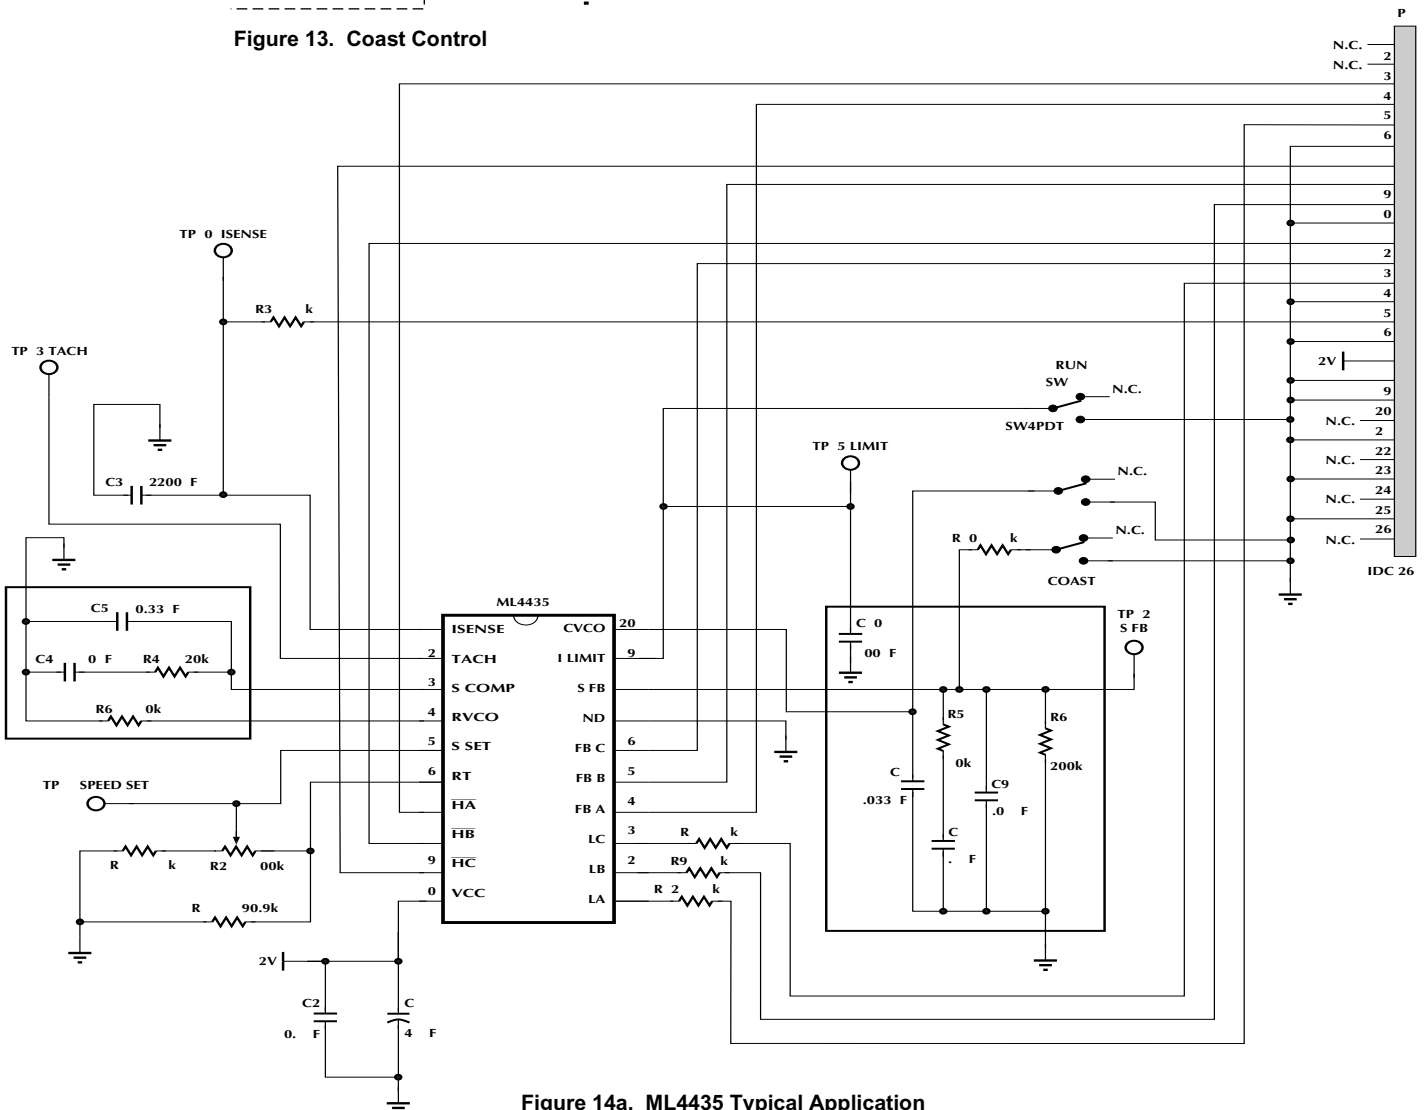 Figure 13. Coast Control
P
N.C.
2
N.C.
3
4
5
6
9
0
2
3
4
5
6
2V
9
20
N.C.
2
22
N.C.
23
24
N.C.
25
26
N.C.
IDC 26
TP 0 ISENSE
R3 k
TP 3 TACH
RUN
SW
N.C.
SW4PDT
TP 5 LIMIT
N.C.
C3 2200 F
R 0 k
N.C.
COAST
C5 0.33 F
C4 0 F R4 20k
R6 0k
ML4435
ISENSE
CVCO 20
2 TACH
I LIMIT 9
3 S COMP
S FB
4 RVCO
ND
5 S SET
FB C 6
6 RT
FB B 5
HA
FB A 4
HB
LC 3
9 HC
LB 2
0 VCC
LA
C 0
00 F
TP 2
S FB
R5
0k
R6
200k
C
.033 F
C9
.0 F
C
. F
TP SPEED SET
R k R2 00k
R 90.9k
R k
R9 k
R 2 k
2V
C2
0. F
C
4 F
Figure 14a. ML4435 Typical Application